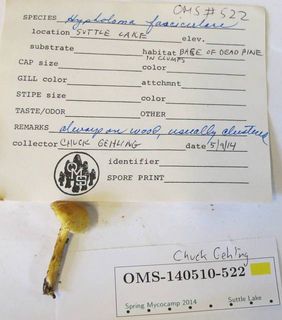 OMS # 522
SPECIES Hypholoma fasciculare
location SUTTLE LAKE elev.
substrate habitat BASE OF DEAD PINE
IN CLUMPS
CAP size color
GILL color attchmnt
STIPE size color
TASTE/ODOR OTHER
REMARKS always on wood, usually clustered
collector CHUCK GEHLING date 5/9/14
identifier
SPORE PRINT
OMS
Chuck Gehling
OMS-140510-522
Spring Mycocamp 2014 Suttle Lake